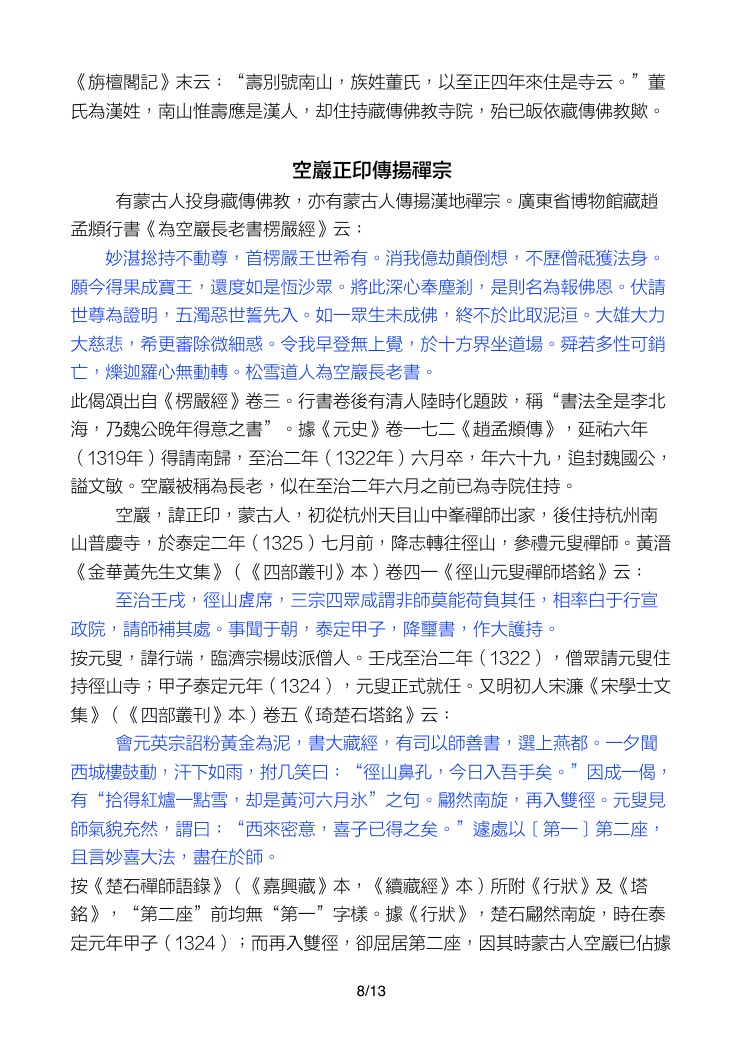 《旃檀閣記》末云：“壽別號南山，族姓董氏，以至正四年來住是寺云。”董
氏為漢姓，南山惟壽應是漢人，却住持藏傳佛教寺院，殆已皈依藏傳佛教歟。
空巖正印傳揚禪宗
有蒙古人投身藏傳佛教，亦有蒙古人傳揚漢地禪宗。廣東省博物館藏趙
孟頫行書《為空巖長老書楞嚴經》云：
妙湛捴持不動尊，首楞嚴王世希有。消我億劫顛倒想，不歷僧祗獲法身。
願今得果成寶王，還度如是恆沙眾。將此深心奉塵剎，是則名為報佛恩。伏請
世尊為證明，五濁惡世誓先入。如一眾生未成佛，終不於此取泥洹。大雄大力
大慈悲，希更審除微細惑。令我早登無上覺，於十方界坐道場。舜若多性可銷
亡，爍迦羅心無動轉。松雪道人為空巖長老書。
此偈頌出自《楞嚴經》卷三。行書卷後有清人陸時化題跋，稱“書法全是李北
海，乃魏公晚年得意之書”。據《元史》卷一七二《趙孟頫傳》，延祐六年
（1319年）得請南歸，至治二年（1322年）六月卒，年六十九，追封魏國公，
謚文敏。空巖被稱為長老，似在至治二年六月之前已為寺院住持。
空巖，諱正印，蒙古人，初從杭州天目山中峯禪師出家，後住持杭州南
山普慶寺，於泰定二年（1325）七月前，降志轉往徑山，參禮元叟禪師。黃溍
《金華黃先生文集》（《四部叢刊》本）卷四一《徑山元叟禪師塔銘》云：
至治壬戌，徑山虗席，三宗四眾咸謂非師莫能荷負其任，相率白于行宣
政院，請師補其處。事聞于朝，泰定甲子，降璽書，作大護持。
按元叟，諱行端，臨濟宗楊歧派僧人。壬戌至治二年（1322），僧眾請元叟住
持徑山寺；甲子泰定元年（1324），元叟正式就任。又明初人宋濂《宋學士文
集》（《四部叢刊》本）卷五《琦楚石塔銘》云：
會元英宗詔粉黃金為泥，書大藏經，有司以師善書，選上燕都。一夕聞
西城樓鼓動，汗下如雨，拊几笑曰：“徑山鼻孔，今日入吾手矣。”因成一偈，
有“拾得紅爐一點雪，却是黃河六月氷”之句。翩然南旋，再入雙徑。元叟見
師氣貌充然，謂曰：“西來密意，喜子已得之矣。”遽處以［第一］第二座，
且言妙喜大法，盡在於師。
按《楚石禪師語錄》（《嘉興藏》本，《續藏經》本）所附《行狀》及《塔
銘》，“第二座”前均無“第一”字樣。據《行狀》，楚石翩然南旋，時在泰
定元年甲子（1324）；而再入雙徑，卻屈居第二座，因其時蒙古人空巖已佔據
8/13